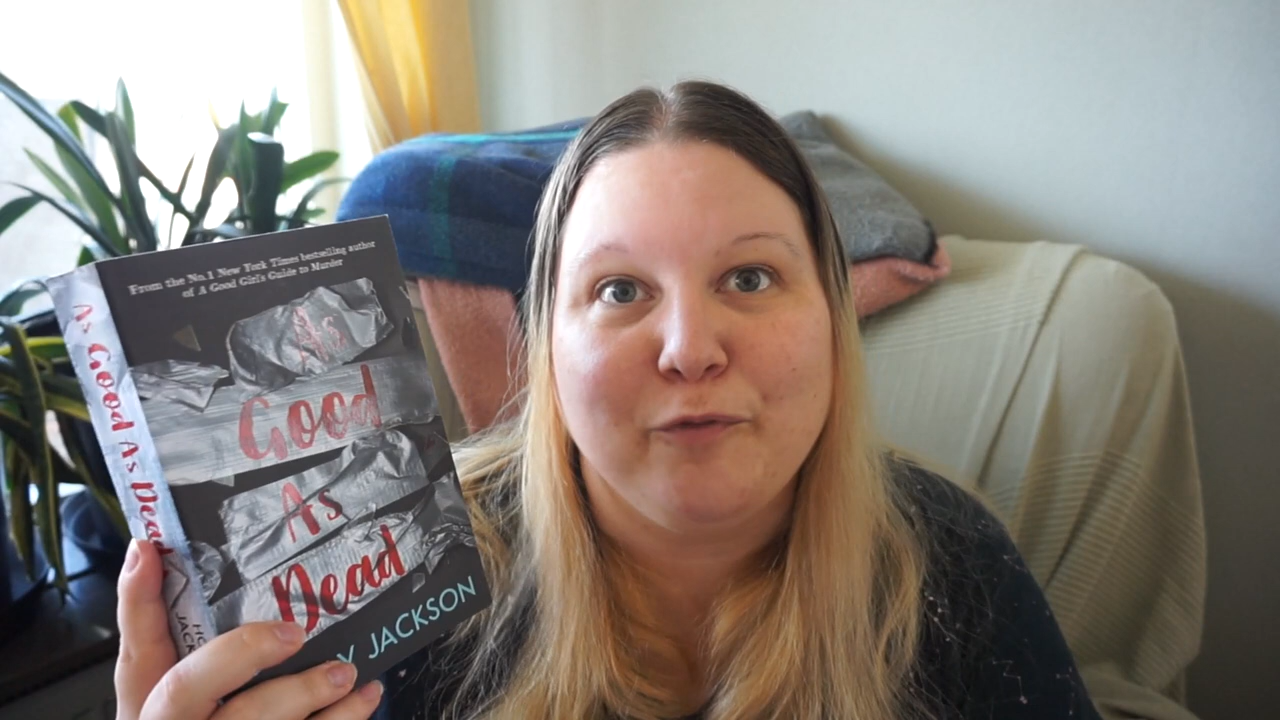 From the No.1 New York Times bestselling author
of A Good Girl's Guide to Murder
As
Good
As
Dead
Y JACKSON
As Good As Dead